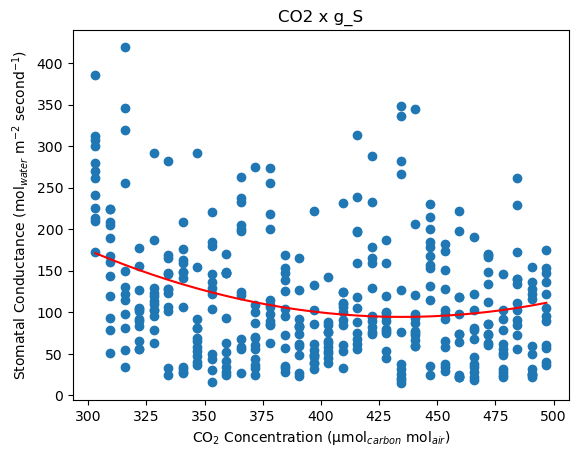 CO2 x g_S
Stomatal Conductance (mol_water m⁻² second⁻¹)
400
350
300
250
200
150
100
50
0
300 325 350 375 400 425 450 475 500
CO₂ Concentration (μmol_carbon mol_air)